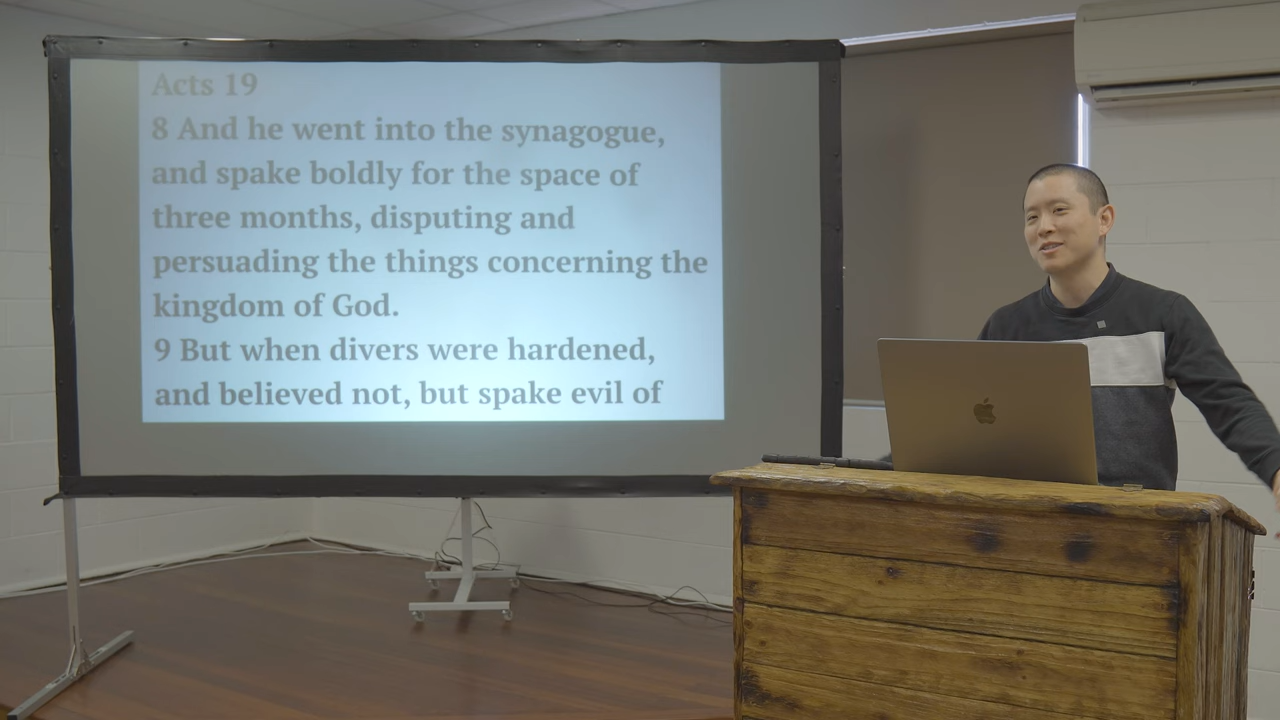 Acts 19
8 And he went into the synagogue,
and spake boldly for the space of
three months, disputing and
persuading the things concerning the
kingdom of God.
9 But when divers were hardened,
and believed not, but spake evil of